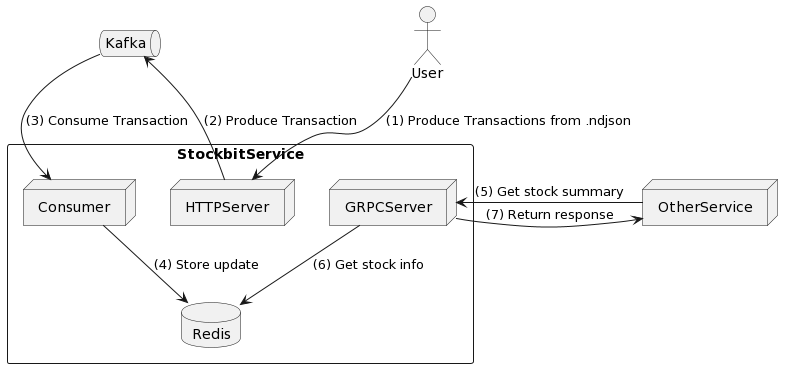 Kafka
User
(3) Consume Transaction
(2) Produce Transaction
(1) Produce Transactions from .ndjson
StockbitService
Consumer
HTTPServer
GRPCServer
(5) Get stock summary
(7) Return response
OtherService
(4) Store update
(6) Get stock info
Redis